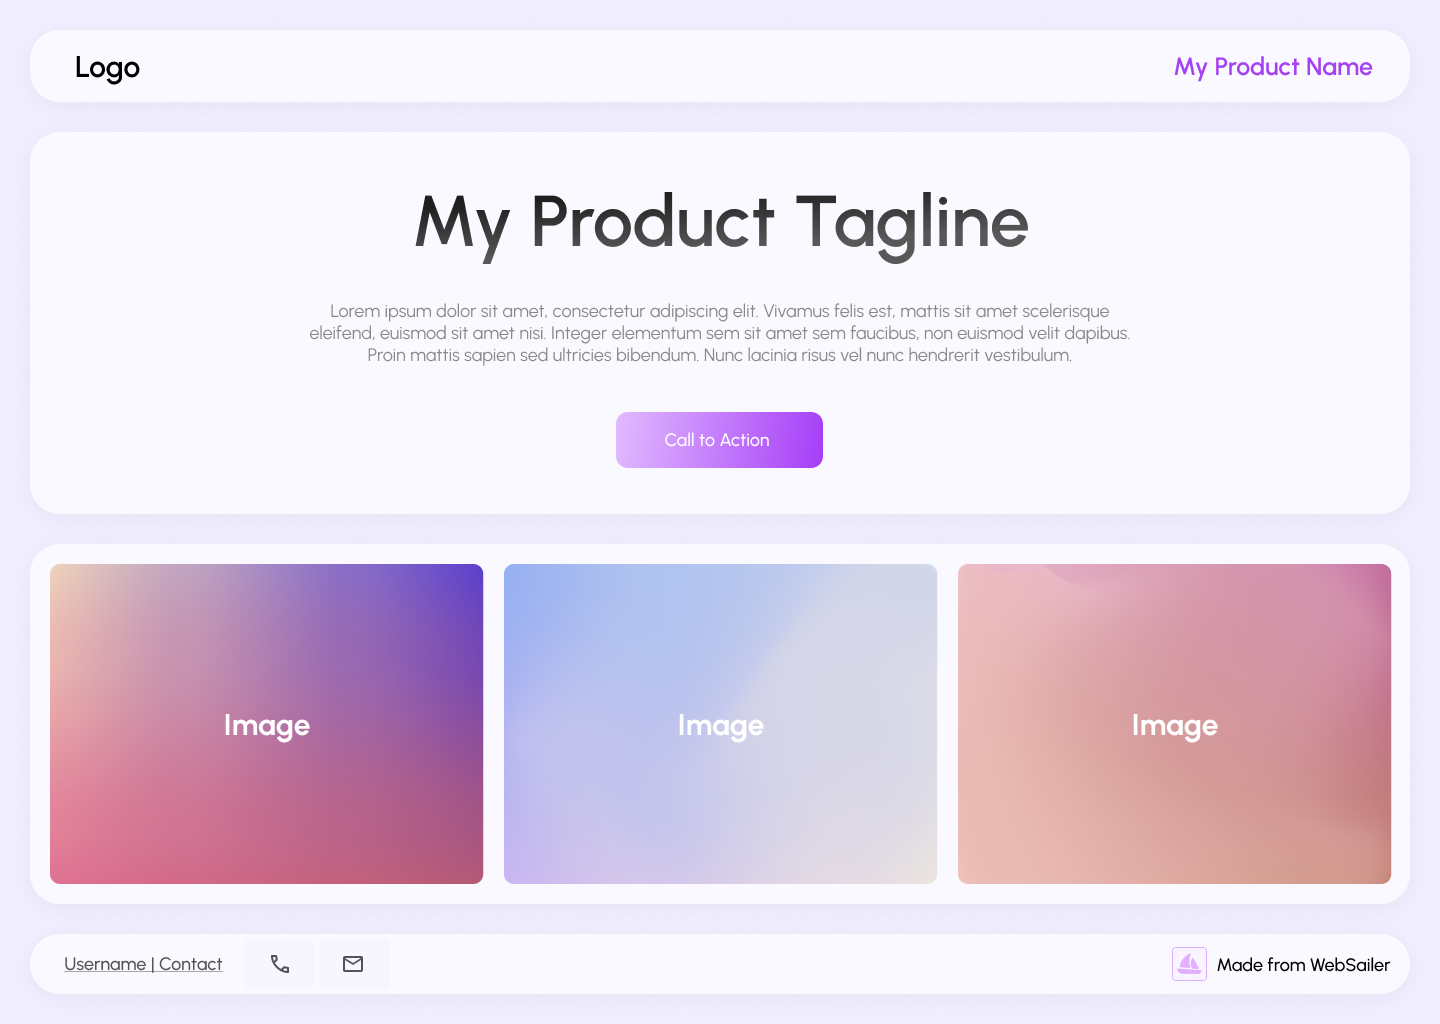 Logo
My Product Name
My Product Tagline
Lorem ipsum dolor sit amet, consectetur adipiscing elit. Vivamus felis est, mattis sit amet scelerisque
eleifend, euismod sit amet nisi. Integer elementum sem sit amet sem faucibus, non euismod velit dapibus.
Proin mattis sapien sed ultricies bibendum. Nunc lacinia risus vel nunc hendrerit vestibulum.
Call to Action
Image
Image
Image
Username | Contact
Made from WebSailer